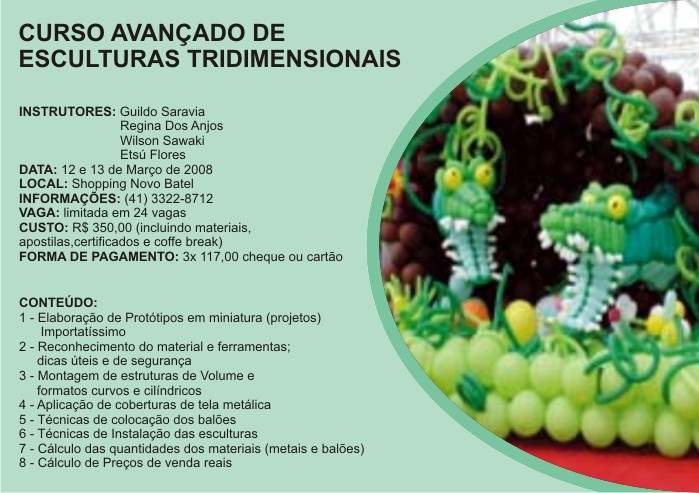 CURSO AVANÇADO DE
ESCULTURAS TRIDIMENSIONAIS
INSTRUTORES: Guildo Saravia
Regina Dos Anjos
Wilson Sawaki
Etsú Flores
DATA: 12 e 13 de Março de 2008
LOCAL: Shopping Novo Batel
INFORMAÇÕES: (41) 3322-8712
VAGA: limitada em 24 vagas
CUSTO: R$ 350,00 (incluindo materiais,
apostilas,certificados e coffe break)
FORMA DE PAGAMENTO: 3x 117,00 cheque ou cartão
CONTEÚDO:
1 - Elaboração de Protótipos em miniatura (projetos)
Importatíssimo
2 - Reconhecimento do material e ferramentas;
dicas úteis e de segurança
3 - Montagem de estruturas de Volume e
formatos curvos e cilíndricos
4 - Aplicação de coberturas de tela metálica
5 - Técnicas de colocação dos balões
6 - Técnicas de Instalação das esculturas
7 - Cálculo das quantidades dos materiais (metais e balões)
8 - Cálculo de Preços de venda reais